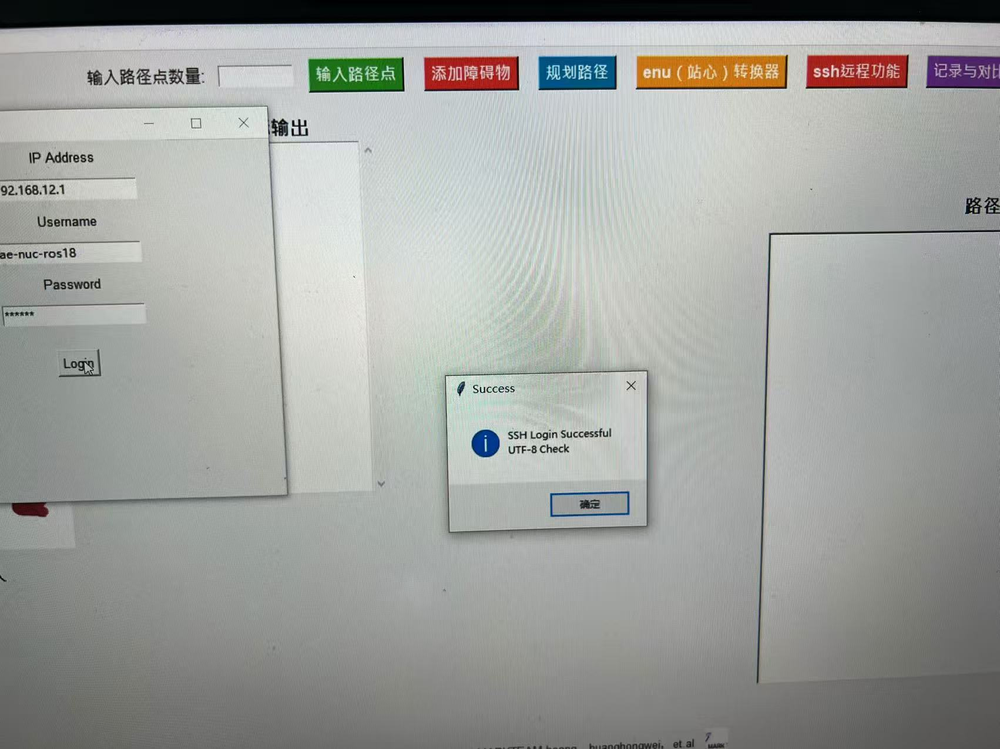 输入路径点数量:
输入路径点
添加障碍物
规划路径
enu（站心）转换器
ssh远程功能
记录与对比
输出
IP Address
92.168.12.1
Username
ae-nuc-ros18
Password
******
Login
路径
Success
SSH Login Successful
UTF-8 Check
确定
huanghongwei, et.al
MARK